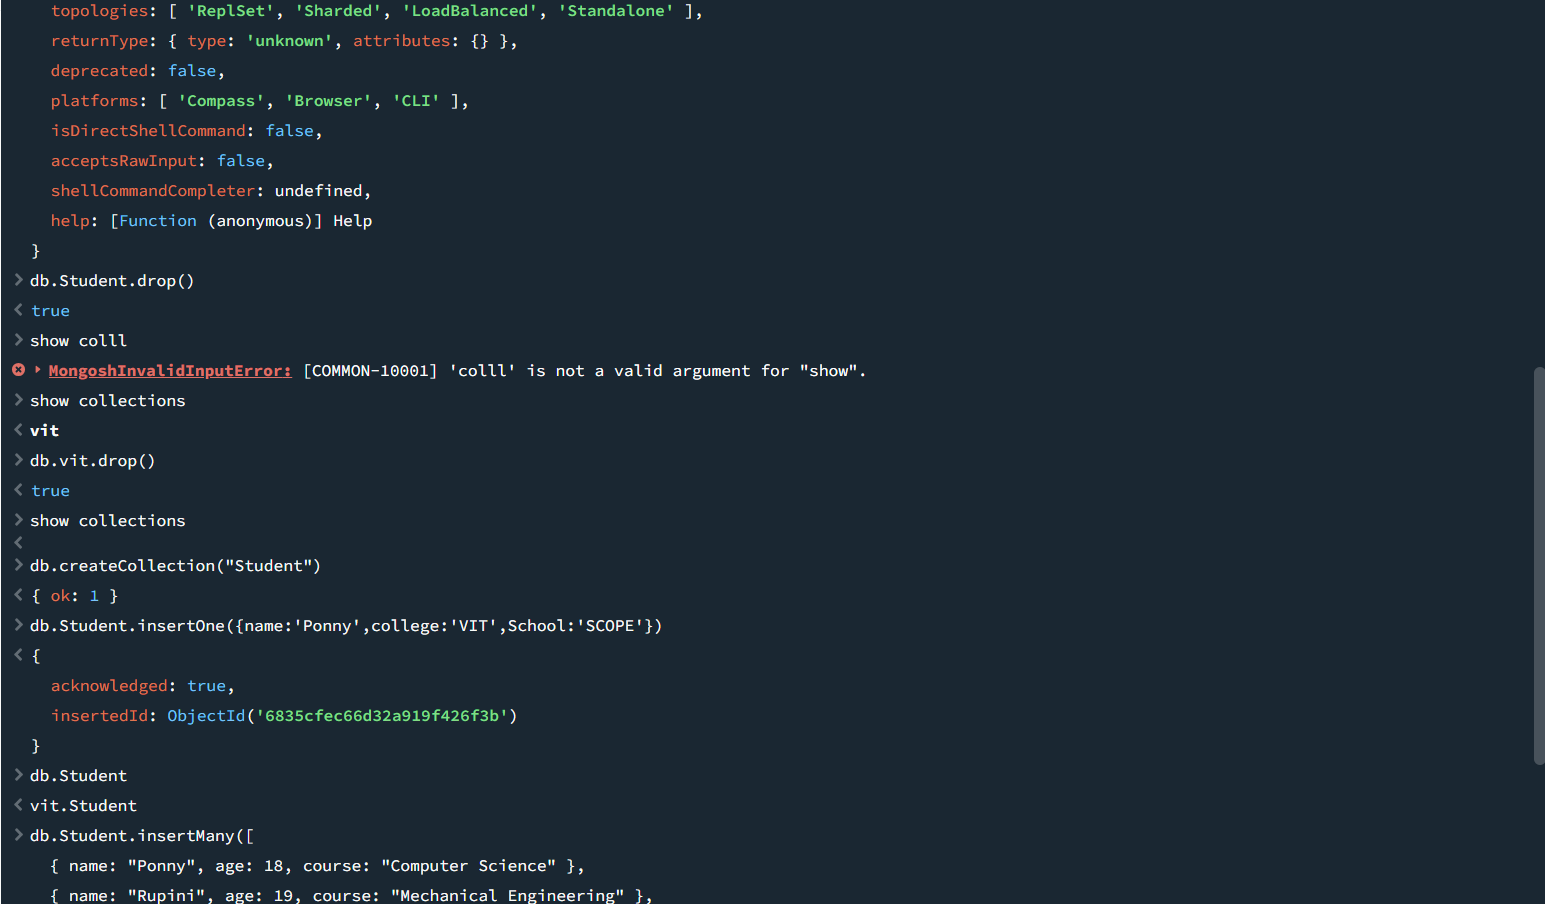 topologies: [ 'ReplSet', 'Sharded', 'LoadBalanced', 'Standalone' ],
returnType: { type: 'unknown', attributes: {} },
deprecated: false,
platforms: [ 'Compass', 'Browser', 'CLI' ],
isDirectShellCommand: false,
acceptsRawInput: false,
shellCommandCompleter: undefined,
help: [Function (anonymous)] Help
}
> db.Student.drop()
< true
> show colll
MongoshInvalidInputError: [COMMON-10001] 'colll' is not a valid argument for "show".
> show collections
< vit
> db.vit.drop()
< true
> show collections
<
> db.createCollection("Student")
< { ok: 1 }
> db.Student.insertOne({name:'Ponny',college:'VIT',School:'SCOPE'})
< {
acknowledged: true,
insertedId: ObjectId('6835cfec66d32a919f426f3b')
}
> db.Student
< vit.Student
> db.Student.insertMany([
{ name: "Ponny", age: 18, course: "Computer Science" },
{ name: "Rupini", age: 19, course: "Mechanical Engineering" },